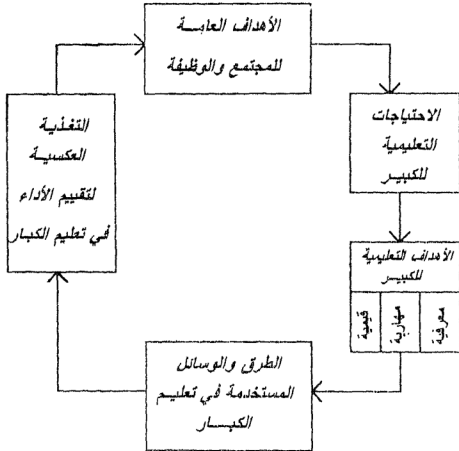 الأهداف العامة
للمجتمع والوظيفة
الاحتياجات
التعليمية
للكبير
الأهداف التعليمية
للكبير
معرفية
مهارية
قيمية
الطرق والوسائل
المستخدمة في تعليم
الكبار
التغذية
العكسية
لتقييم الأداء
في تعليم الكبار